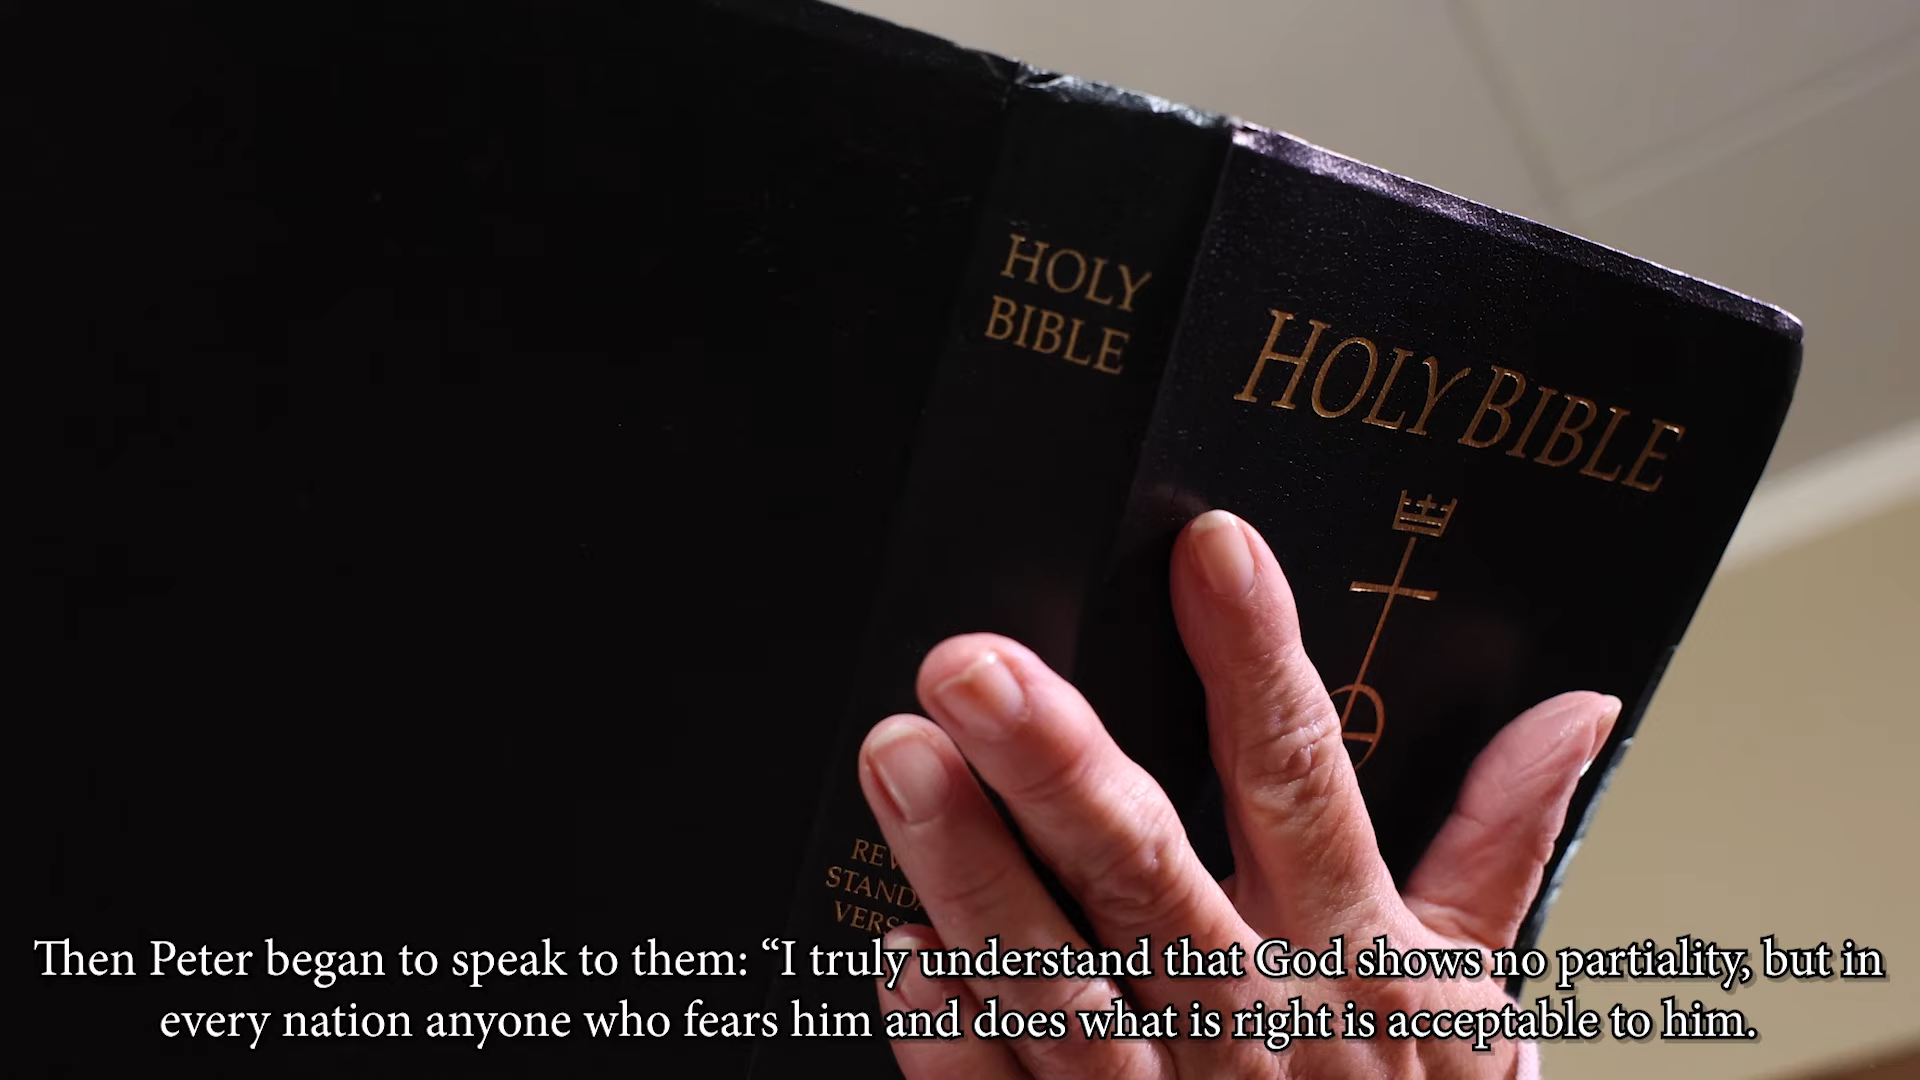 HOLY
BIBLE
HOLY BIBLE
Then Peter began to speak to them: “I truly understand that God shows no partiality, but in
every nation anyone who fears him and does what is right is acceptable to him.